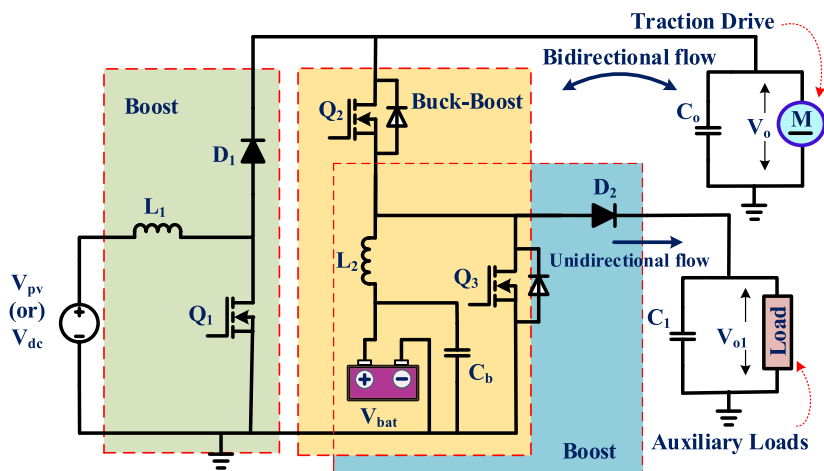 Traction Drive
Bidirectional flow
Boost
Buck-Boost
Q2
Co
Vo
M
D1
D2
L1
L2
Unidirectional flow
Vpv
(or)
Vdc
Q1
Q3
C1
Vo1
Load
Cb
Vbat
Boost
Auxiliary Loads